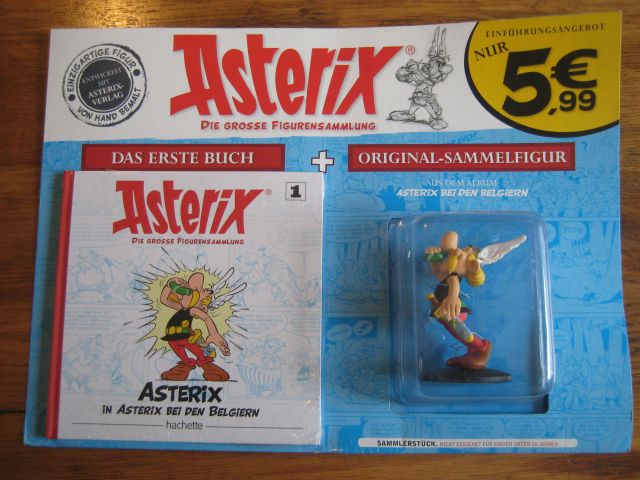 EINZIGARTIGE FIGUR
ENTWICKELT
MIT
ASTERIX-
VERLAG
VON HAND BEMALT
Asterix®
DIE GROSSE FIGURENSAMMLUNG
EINFÜHRUNGSANGEBOT
NUR
5,99€
DAS ERSTE BUCH + ORIGINAL-SAMMELFIGUR
AUS DEM ALBUM
ASTERIX BEI DEN BELGIERN
Asterix®
1
DIE GROSSE FIGURENSAMMLUNG
ASTERIX
IN ASTERIX BEI DEN BELGIERN
hachette
SAMMLERSTÜCK. NICHT GEEIGNET FÜR KINDER UNTER 14 JAHREN.